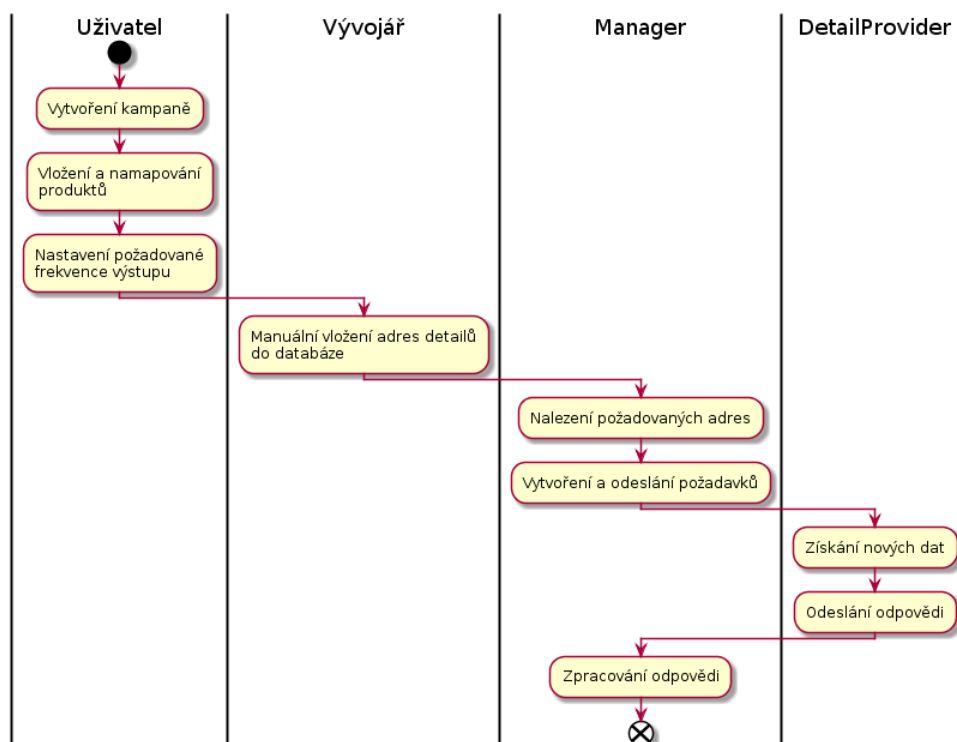 Uživatel
Vývojář
Manager
DetailProvider
Vytvoření kampaně
Vložení a namapování
produktů
Nastavení požadované
frekvence výstupu
Manuální vložení adres detailů
do databáze
Nalezení požadovaných adres
Vytvoření a odeslání požadavků
Získání nových dat
Odeslání odpovědi
Zpracování odpovědi